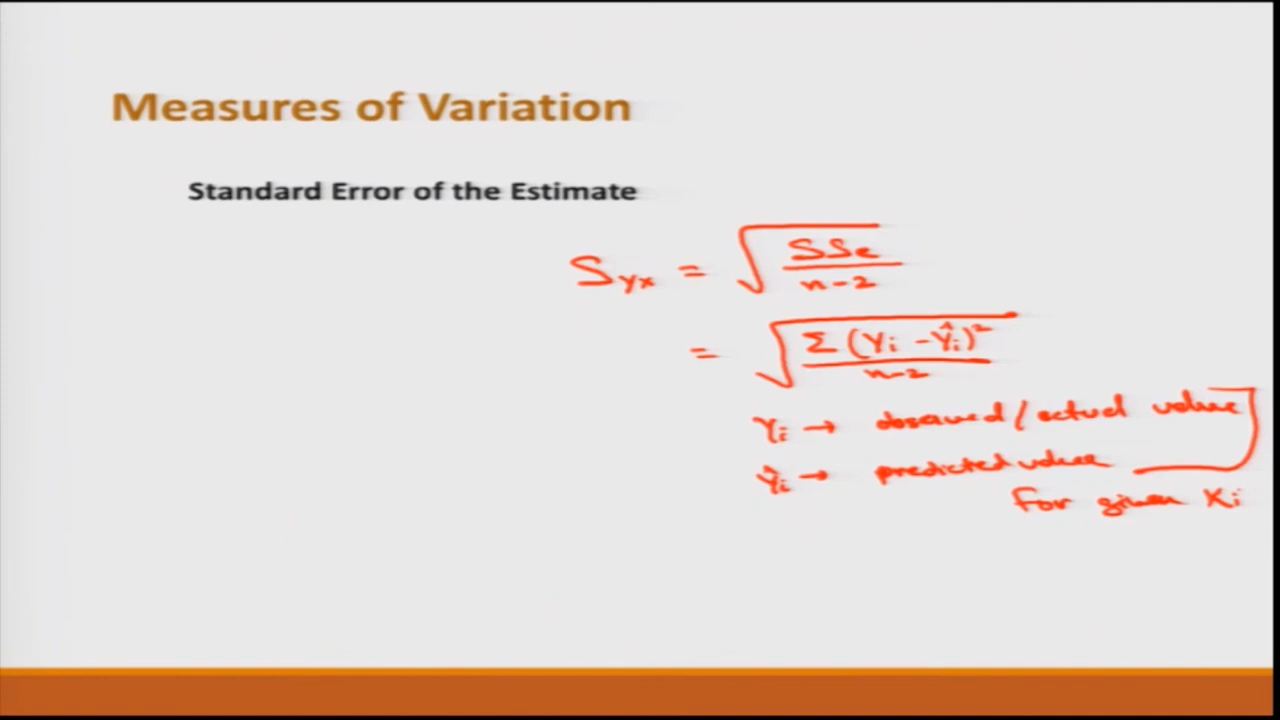 Measures of Variation
Standard Error of the Estimate
S_YX = √(SSe / n-2)
= √(Σ(Yi - Ŷi)² / n-2)
Yi → observed/actual value
Ŷi → predicted value
for given Xi